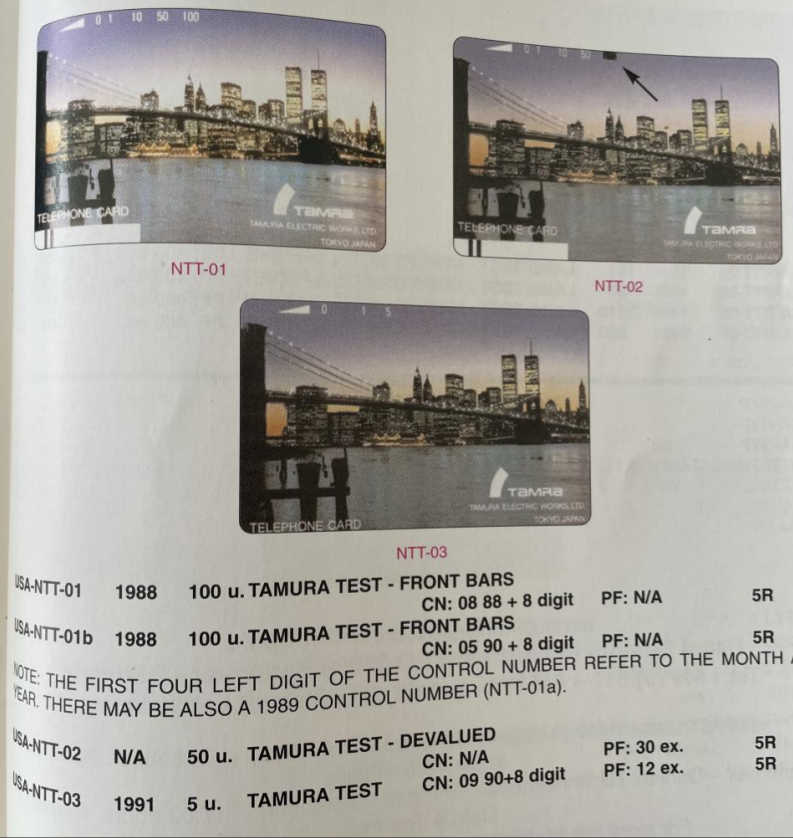 0 1 10 50 100
TELEPHONE CARD
TAMRA
TAMURA ELECTRIC WORKS, LTD.
TOKYO JAPAN
NTT-01
0 1 10 50
TELEPHONE CARD
TAMRA
TAMURA ELECTRIC WORKS, LTD.
TOKYO JAPAN
NTT-02
0 1 5
TELEPHONE CARD
TAMRA
TAMURA ELECTRIC WORKS, LTD.
TOKYO JAPAN
NTT-03
USA-NTT-01 1988 100 u. TAMURA TEST - FRONT BARS
CN: 08 88 + 8 digit PF: N/A 5R
USA-NTT-01b 1988 100 u. TAMURA TEST - FRONT BARS
CN: 05 90 + 8 digit PF: N/A 5R
NOTE: THE FIRST FOUR LEFT DIGIT OF THE CONTROL NUMBER REFER TO THE MONTH
YEAR. THERE MAY BE ALSO A 1989 CONTROL NUMBER (NTT-01a).
USA-NTT-02 N/A 50 u. TAMURA TEST - DEVALUED
CN: N/A PF: 30 ex. 5R
USA-NTT-03 1991 5 u. TAMURA TEST CN: 09 90+8 digit PF: 12 ex. 5R